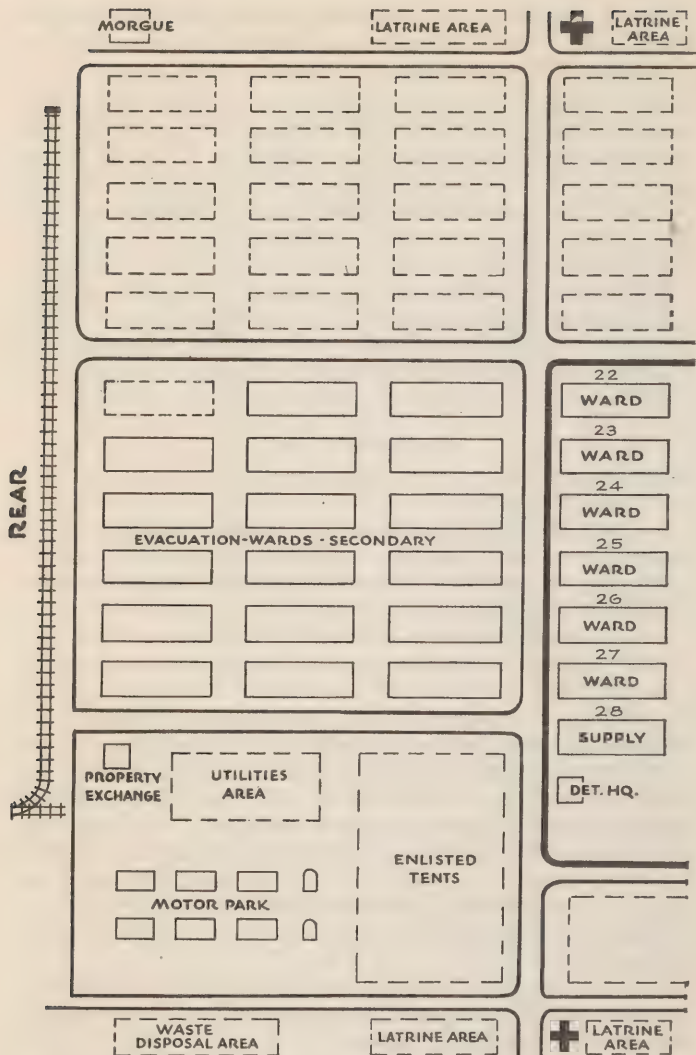 MORGUE
LATRINE AREA
LATRINE
AREA
REAR
22
WARD
23
WARD
24
WARD
EVACUATION-WARDS - SECONDARY
25
WARD
26
WARD
27
WARD
28
SUPPLY
PROPERTY
EXCHANGE
UTILITIES
AREA
DET. HQ.
ENLISTED
TENTS
MOTOR PARK
WASTE
DISPOSAL AREA
LATRINE AREA
LATRINE
AREA